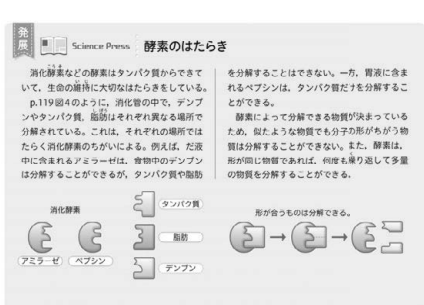 発展
Science Press 酵素のはたらき
消化酵素などの酵素はタンパク質からできて
いて，生命の維持に大切なはたらきをしている。
p.119図4のように，消化管の中で，デンプ
ンやタンパク質，脂肪はそれぞれ異なる場所で
分解されている。これは，それぞれの場所では
たらく消化酵素のちがいによる。例えば，だ液
中に含まれるアミラーゼは，食物中のデンプン
は分解することができるが，タンパク質や脂肪
を分解することはできない。一方，胃液に含ま
れるペプシンは，タンパク質だけを分解するこ
とができる。
酵素によって分解できる物質が決まっている
ため，似たような物質でも分子の形がちがう物
質は分解することができない。また，酵素は，
形が同じ物質であれば，何度も繰り返して多量
の物質を分解することができる。
消化酵素
アミラーゼ
ペプシン
タンパク質
脂肪
デンプン
形が合うものは分解できる。